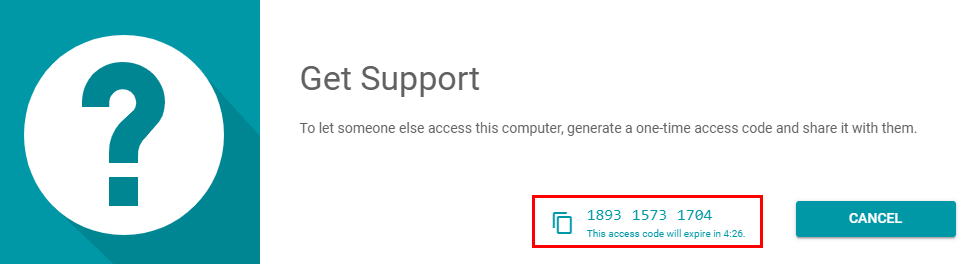 Get Support
To let someone else access this computer, generate a one-time access code and share it with them.
1893 1573 1704
This access code will expire in 4:26.
CANCEL